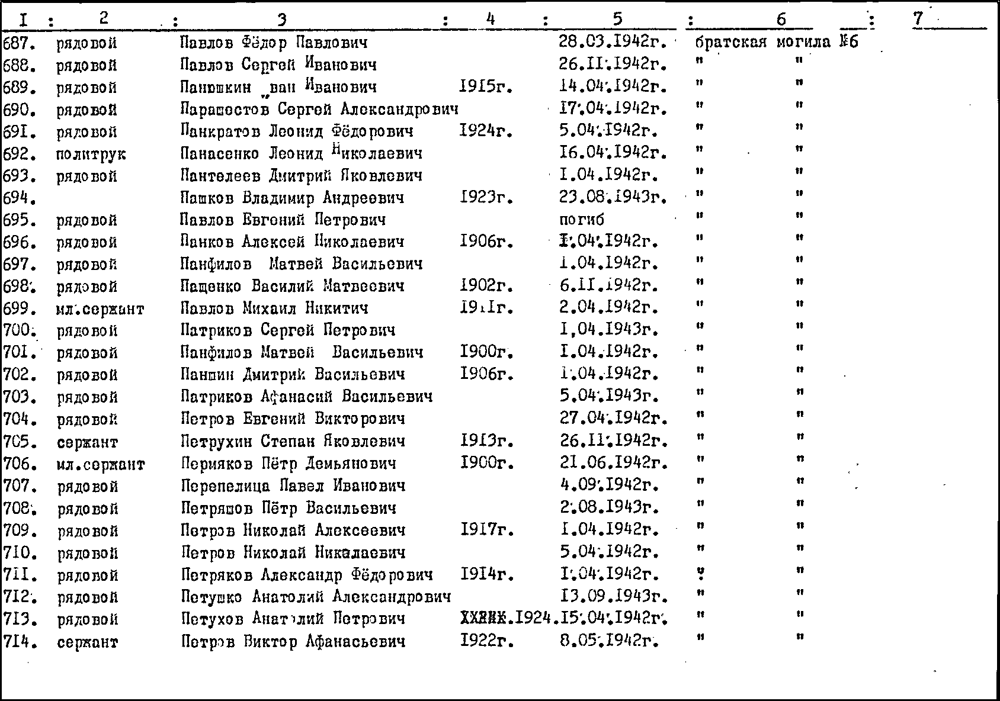 I : 2 : 3 : 4 : 5 : 6 : 7
687. рядовой Павлов Фёдор Павлович 28.03.I942г. братская могила №6
688. рядовой Павлов Сергей Иванович 26.II.I942г. " "
689. рядовой Панюшкин „ван Иванович I9I5г. I4.04.I942г. " "
690. рядовой Сергей Александрович I7.04.I942г. " "
69I. рядовой Панкратов Леонид Фёдорович I924г. 5.04.I942г. " "
692. политрук Панасенко Леонид Николаевич I6.04.I942г. " "
693. рядовой Пантелеев Дмитрий Яковлевич I.04.I942г. " "
694. Пашков Владимир Андреевич I923г. 23.08.I943г. " "
695. рядовой Павлов Евгений Петрович погиб " "
696. рядовой Панков Алексей Николаевич I906г. I.04.I942г. " "
697. рядовой Панфилов Матвей Васильевич I.04.I942г. " "
698. рядовой Пащенко Василий Матвеевич I902г. 6.II.I942г. " "
699. мл.сержант Павлов Михаил Никитич I9IIг. 2.04.I942г. " "
700. рядовой Патриков Сергей Петрович I,04.I943г. " "
70I. рядовой Панфилов Матвей Васильевич I900г. I.04.I942г. " "
702. рядовой Паншин Дмитрий Васильевич I906г. I.04.I942г. " "
703. рядовой Патриков Афанасий Васильевич 5.04.I943г. " "
704. рядовой Петров Евгений Викторович 27.04.I942г. " "
705. сержант Петрухин Степан Яковлевич I9I3г. 26.II.I942г. " "
706. мл.сержант Пермяков Пётр Демьянович I900г. 2I.06.I942г. " "
707. рядовой Перепелица Павел Иванович 4.09.I942г. " "
708. рядовой Петряшов Пётр Васильевич 2.08.I943г. " "
709. рядовой Петров Николай Алексеевич I9I7г. I.04.I942г. " "
7I0. рядовой Петров Николай Николаевич 5.04.I942г. " "
7II. рядовой Петряков Александр Фёдорович I9I4г. I.04.I942г. " "
7I2. рядовой Петушко Анатолий Александрович I3.09.I943г. " "
7I3. рядовой Петухов Анатолий Петрович .I924.I5.04.I942г. " "
7I4. сержант Петров Виктор Афанасьевич I922г. 8.05.I942г. " "